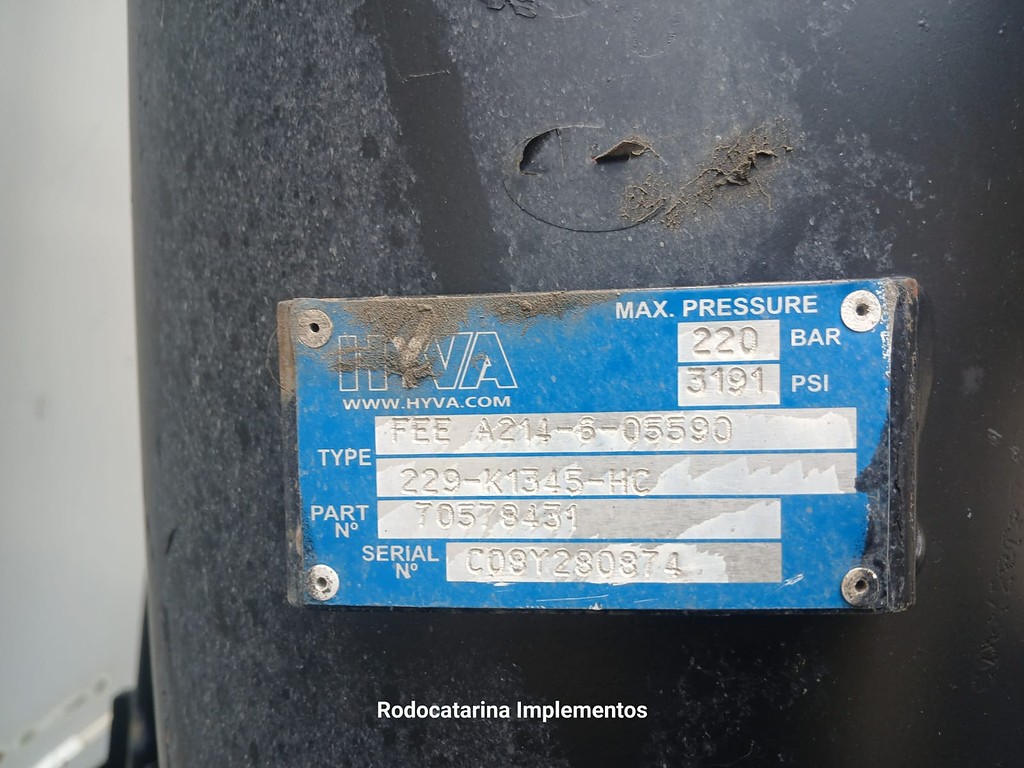 HYVA
WWW.HYVA.COM
MAX. PRESSURE
220 BAR
3191 PSI
TYPE FEE A214-6-05590
229-K1345-HC
PART Nº 70578431
SERIAL Nº C08Y280874
Rodocatarina Implementos